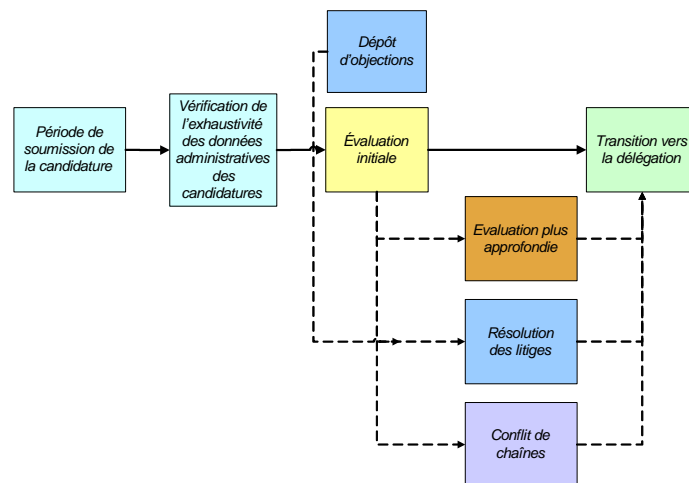 Dépôt
d'objections
Période de
soumission de
la candidature
Vérification de
l'exhaustivité
des données
administratives
des
candidatures
Évaluation
initiale
Transition vers
la délégation
Evaluation plus
approfondie
Résolution
des litiges
Conflit de
chaînes